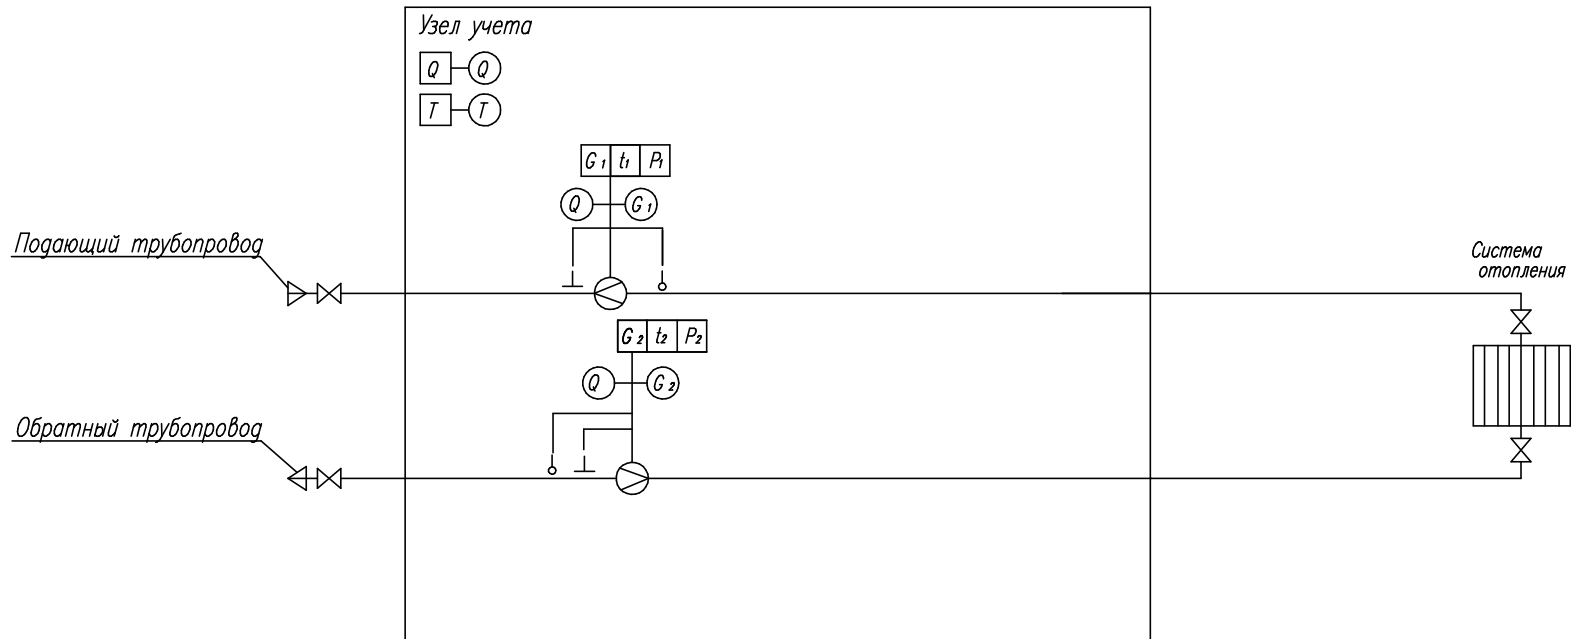 Узел учета
Q Q
T T
G1 t1 P1
Q G1
Подающий трубопровод
Система
отопления
G2 t2 P2
Q G2
Обратный трубопровод